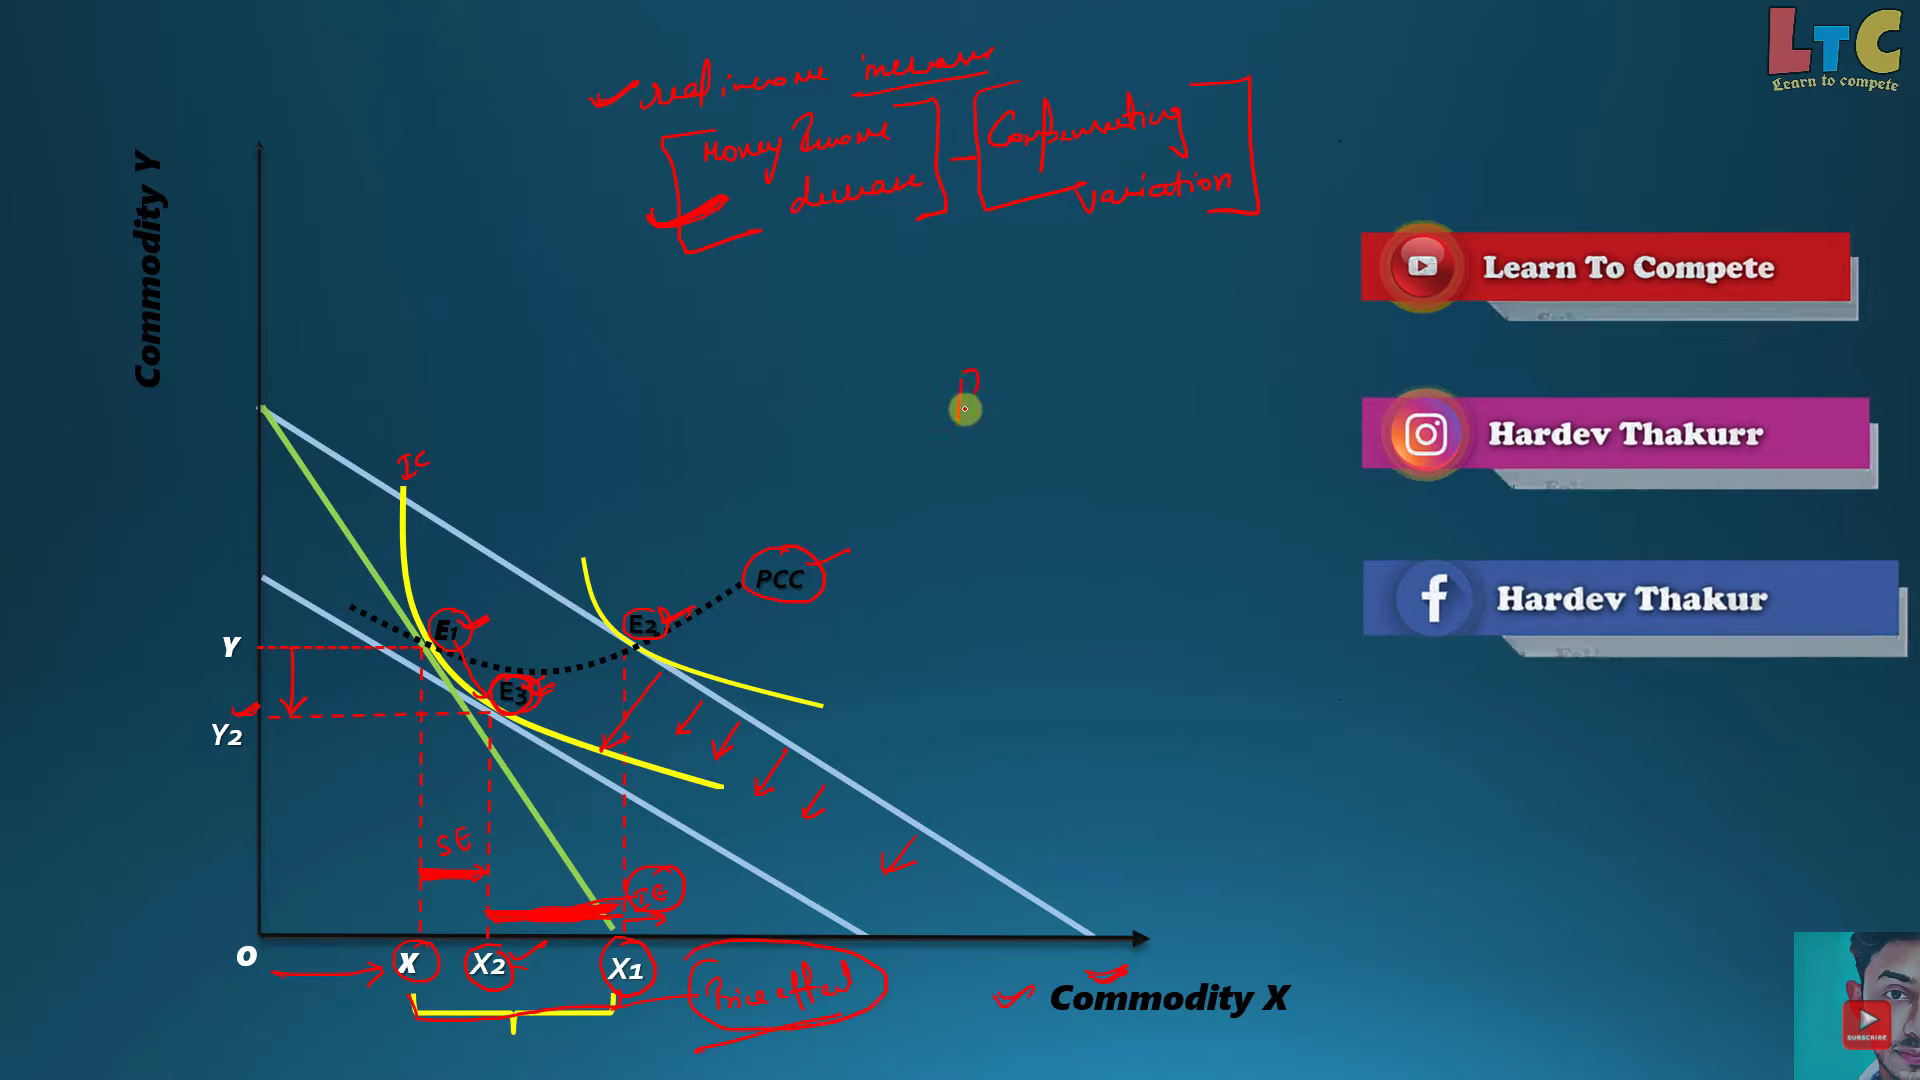 LTC
Learn to compete
real income increase
Money Income
decrease
Compensating
variation
Commodity Y
Learn To Compete
Hardev Thakurr
Hardev Thakur
P
IC
PCC
E1
E2
E3
Y
Y2
SE
IE
O
X
X2
X1
Price effect
Commodity X
SUBSCRIBE